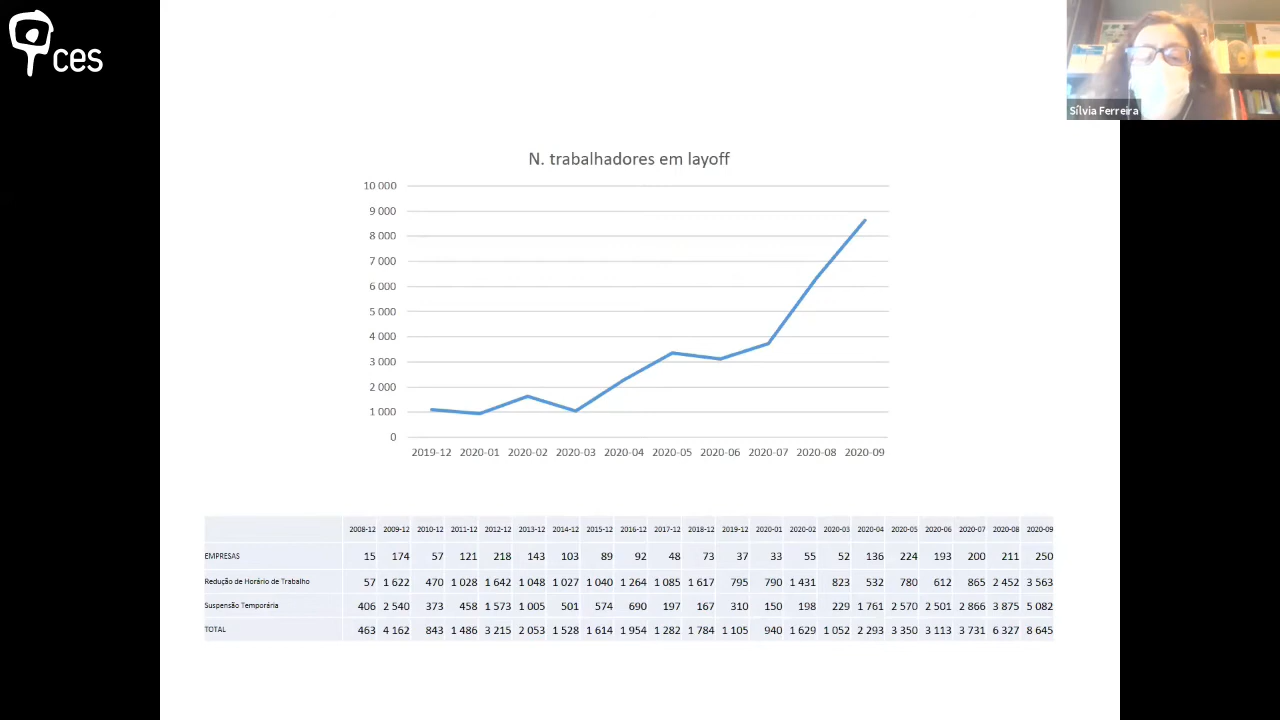 ces
Sílvia Ferreira
N. trabalhadores em layoff
10 000
9 000
8 000
7 000
6 000
5 000
4 000
3 000
2 000
1 000
0
2019-12 2020-01 2020-02 2020-03 2020-04 2020-05 2020-06 2020-07 2020-08 2020-09
2008-12 2009-12 2010-12 2011-12 2012-12 2013-12 2014-12 2015-12 2016-12 2017-12 2018-12 2019-12 2020-01 2020-02 2020-03 2020-04 2020-05 2020-06 2020-07 2020-08 2020-09
EMPRESAS 15 174 57 121 218 143 103 89 92 48 73 37 33 55 52 136 224 193 200 211 250
Redução de Horário de Trabalho 57 1 622 470 1 028 1 642 1 048 1 027 1 040 1 264 1 085 1 617 795 790 1 431 823 532 780 612 865 2 452 3 563
Suspensão Temporária 406 2 540 373 458 1 573 1 005 501 574 690 197 167 310 150 198 229 1 761 2 570 2 501 2 866 3 875 5 082
TOTAL 463 4 162 843 1 486 3 215 2 053 1 528 1 614 1 954 1 282 1 784 1 105 940 1 629 1 052 2 293 3 350 3 113 3 731 6 327 8 645